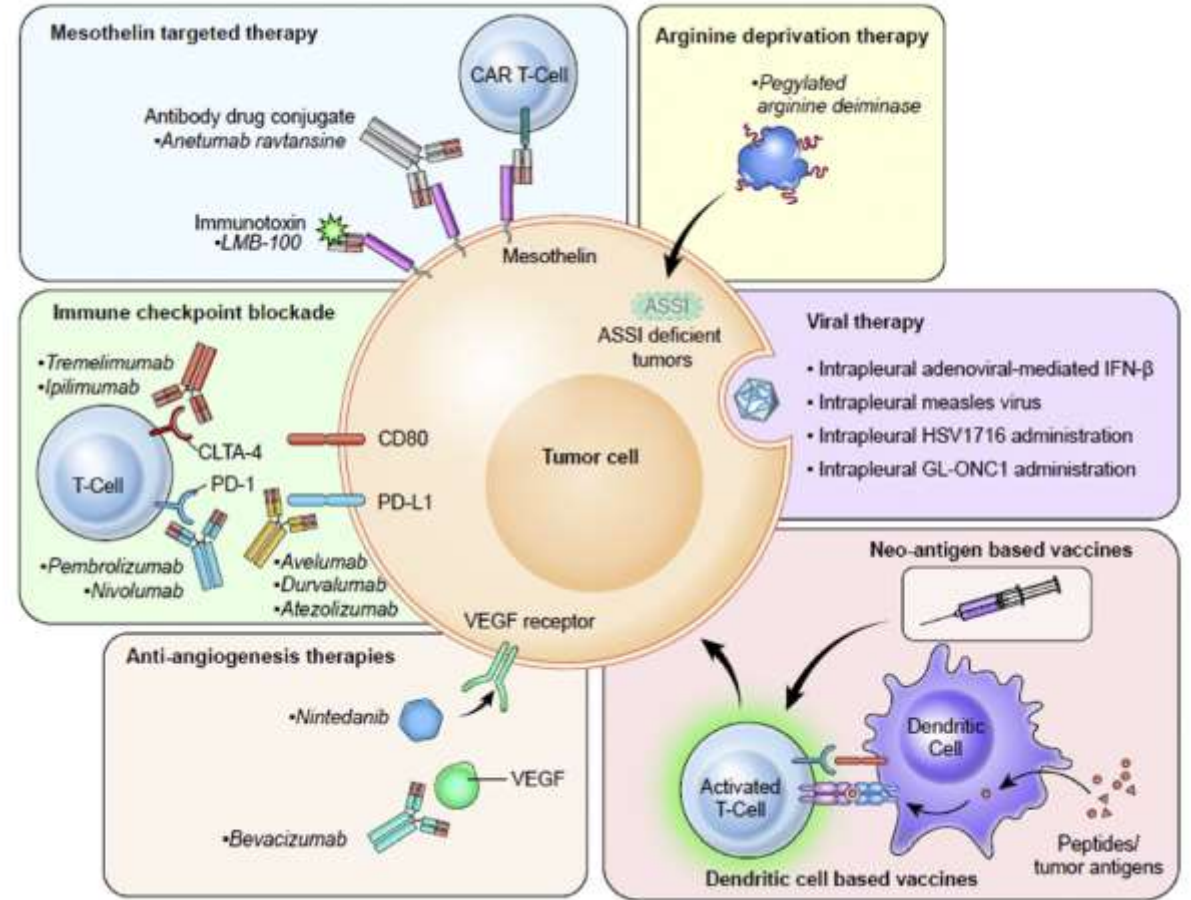 Mesothelin targeted therapy
CAR T-Cell
Antibody drug conjugate
•Anetumab ravtansine
Immunotoxin
•LMB-100
Mesothelin
Arginine deprivation therapy
•Pegylated
arginine deiminase
ASSI
ASSI deficient
tumors
Immune checkpoint blockade
•Tremelimumab
•Ipilimumab
CLTA-4
T-Cell
PD-1
•Pembrolizumab
•Nivolumab
CD80
PD-L1
•Avelumab
•Durvalumab
•Atezolizumab
Tumor cell
Viral therapy
• Intrapleural adenoviral-mediated IFN-β
• Intrapleural measles virus
• Intrapleural HSV1716 administration
• Intrapleural GL-ONC1 administration
VEGF receptor
Anti-angiogenesis therapies
•Nintedanib
VEGF
•Bevacizumab
Neo-antigen based vaccines
Dendritic
Cell
Activated
T-Cell
Peptides/
tumor antigens
Dendritic cell based vaccines